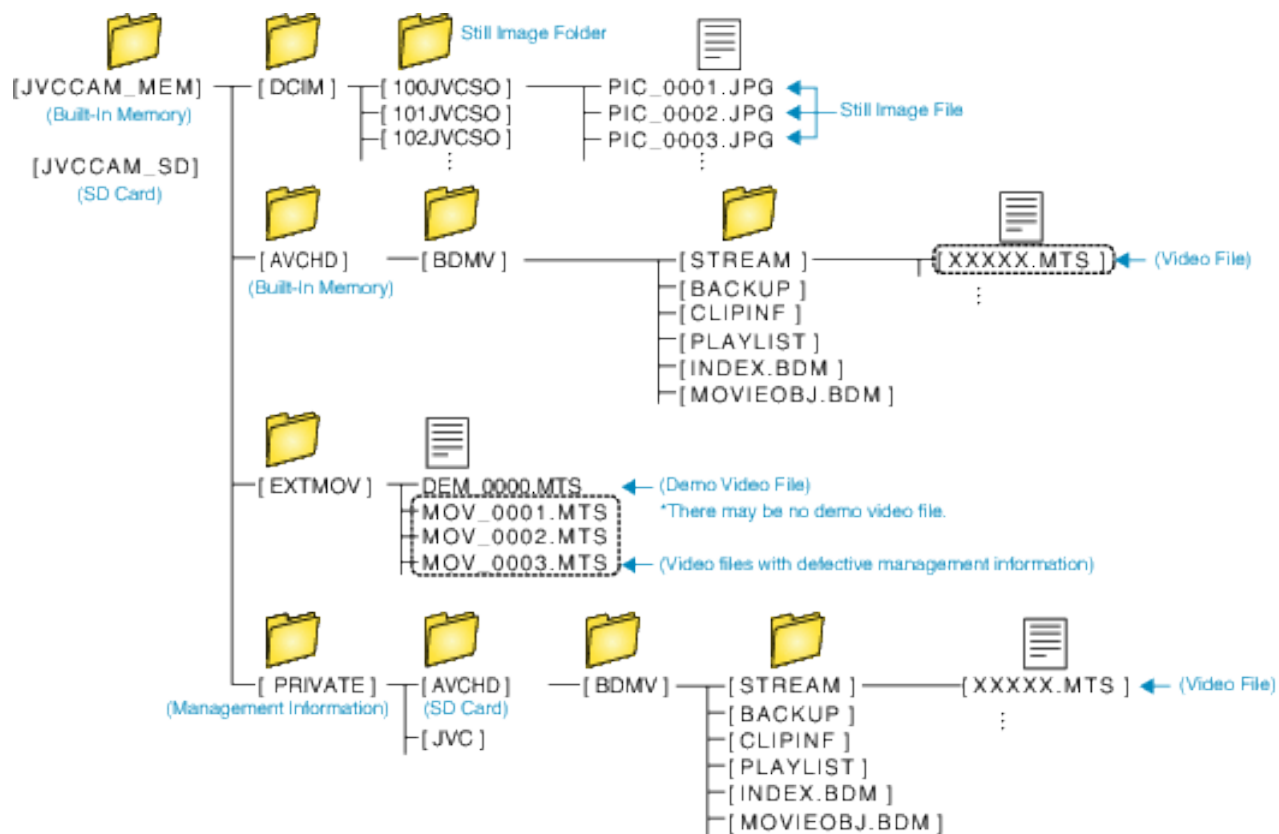 Still Image Folder
[JVCCAM_MEM] [DCIM] [100JVCSO] PIC_0001.JPG
(Built-In Memory) [101JVCSO] PIC_0002.JPG Still Image File
[102JVCSO] PIC_0003.JPG
[JVCCAM_SD]
(SD Card)
[AVCHD] [BDMV] [STREAM] [XXXXX.MTS] (Video File)
(Built-In Memory) [BACKUP]
[CLIPINF]
[PLAYLIST]
[INDEX.BDM]
[MOVIEOBJ.BDM]
[EXTMOV] DEM_0000.MTS (Demo Video File)
MOV_0001.MTS *There may be no demo video file.
MOV_0002.MTS
MOV_0003.MTS (Video files with defective management information)
[PRIVATE] [AVCHD] [BDMV] [STREAM] [XXXXX.MTS] (Video File)
(Management Information) (SD Card) [BACKUP]
[JVC] [CLIPINF]
[PLAYLIST]
[INDEX.BDM]
[MOVIEOBJ.BDM]